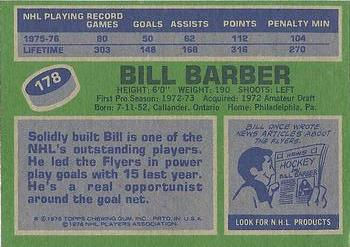 NHL PLAYING RECORD GAMES GOALS ASSISTS POINTS PENALTY MIN
1975-76 80 50 62 112 104
LIFETIME 303 148 168 316 270
178
BILL BARBER
HEIGHT: 6'0" WEIGHT: 190 SHOOTS: LEFT
First Pro Season: 1972-73 Acquired: 1972 Amateur Draft
Born: 7-11-52, Callander, Ontario Home: Philadelphia, Pa.
Solidly built Bill is one of the
NHL's outstanding players.
He led the Flyers in power
play goals with 15 last year.
He's a real opportunist
around the goal net.
© 1976 TOPPS CHEWING GUM, INC. PRTD. IN U.S.A.
© 1976 NHL PLAYERS ASSOCIATION
BILL ONCE WROTE
NEWS ARTICLES ABOUT
THE FLYERS.
NEWS
HOCKEY
BY
BILL BARBER
LOOK FOR N·H·L PRODUCTS